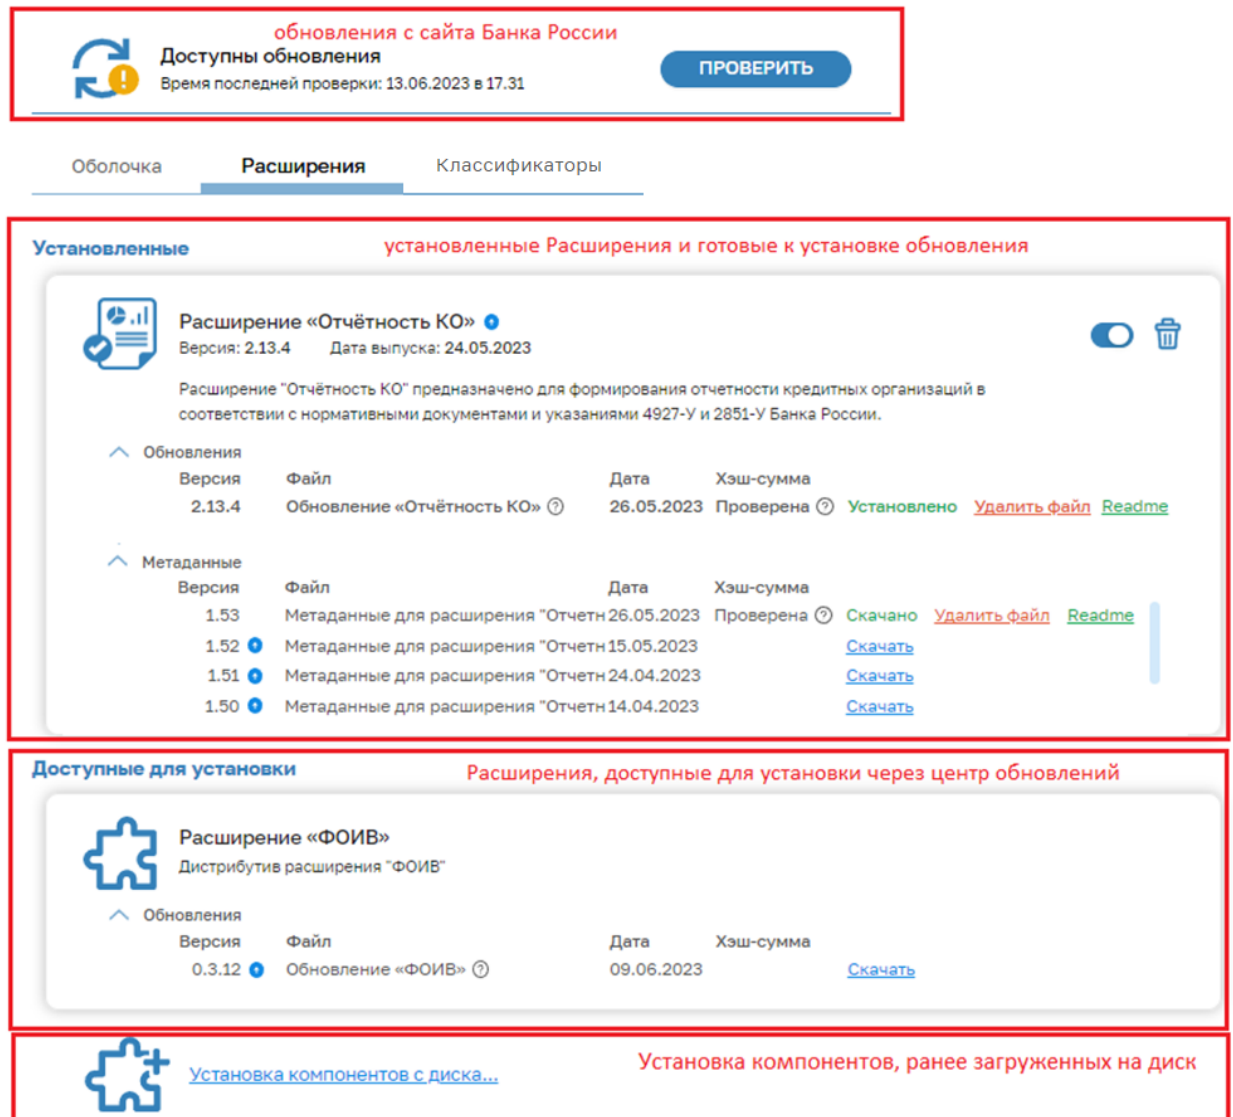 обновления с сайта Банка России
Доступны обновления
Время последней проверки: 13.06.2023 в 17.31
ПРОВЕРИТЬ
Оболочка Расширения Классификаторы
Установленные
установленные Расширения и готовые к установке обновления
Расширение «Отчётность КО»
Версия: 2.13.4 Дата выпуска: 24.05.2023
Расширение "Отчётность КО" предназначено для формирования отчетности кредитных организаций в
соответствии с нормативными документами и указаниями 4927-У и 2851-У Банка России.
Обновления
Версия Файл Дата Хэш-сумма
2.13.4 Обновление «Отчётность КО» ? 26.05.2023 Проверена ? Установлено Удалить файл Readme
Метаданные
Версия Файл Дата Хэш-сумма
1.53 Метаданные для расширения "Отчетн 26.05.2023 Проверена ? Скачано Удалить файл Readme
1.52 Метаданные для расширения "Отчетн 15.05.2023 Скачать
1.51 Метаданные для расширения "Отчетн 24.04.2023 Скачать
1.50 Метаданные для расширения "Отчетн 14.04.2023 Скачать
Доступные для установки
Расширения, доступные для установки через центр обновлений
Расширение «ФОИВ»
Дистрибутив расширения "ФОИВ"
Обновления
Версия Файл Дата Хэш-сумма
0.3.12 Обновление «ФОИВ» ? 09.06.2023 Скачать
Установка компонентов с диска...
Установка компонентов, ранее загруженных на диск